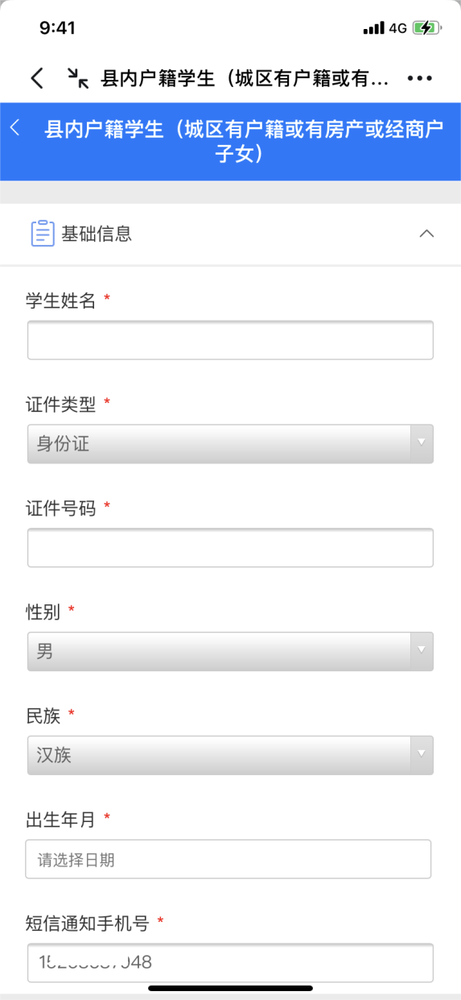 9:41
4G
县内户籍学生（城区有户籍或有...
县内户籍学生（城区有户籍或有房产或经商户
子女）
基础信息
学生姓名 *
证件类型 *
身份证
证件号码 *
性别 *
男
民族 *
汉族
出生年月 *
请选择日期
短信通知手机号 *